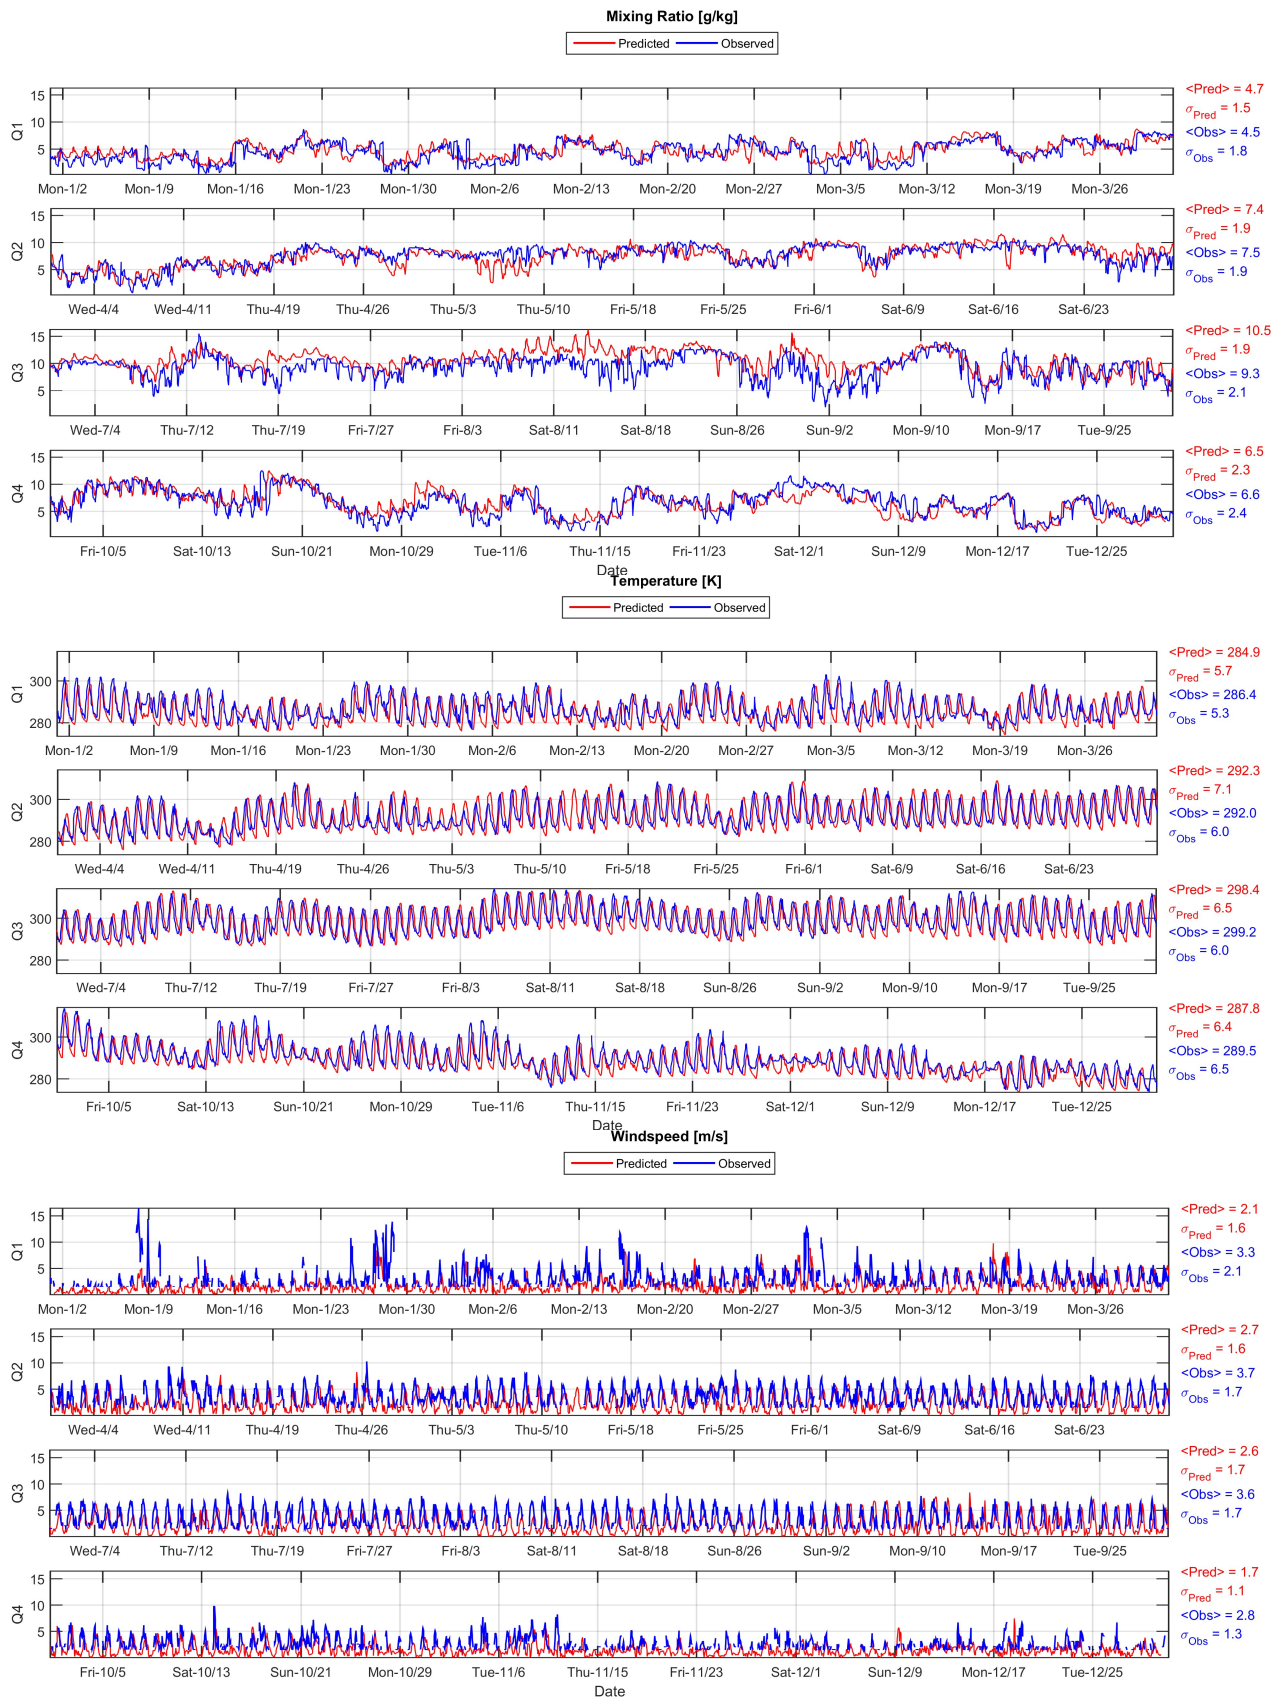 Mixing Ratio [g/kg]
Predicted Observed
Q1
15
10
5
Mon-1/2 Mon-1/9 Mon-1/16 Mon-1/23 Mon-1/30 Mon-2/6 Mon-2/13 Mon-2/20 Mon-2/27 Mon-3/5 Mon-3/12 Mon-3/19 Mon-3/26
<Pred> = 4.7
σPred = 1.5
<Obs> = 4.5
σObs = 1.8
Q2
15
10
5
Wed-4/4 Wed-4/11 Thu-4/19 Thu-4/26 Thu-5/3 Thu-5/10 Fri-5/18 Fri-5/25 Fri-6/1 Sat-6/9 Sat-6/16 Sat-6/23
<Pred> = 7.4
σPred = 1.9
<Obs> = 7.5
σObs = 1.9
Q3
15
10
5
Wed-7/4 Thu-7/12 Thu-7/19 Fri-7/27 Fri-8/3 Sat-8/11 Sat-8/18 Sun-8/26 Sun-9/2 Mon-9/10 Mon-9/17 Tue-9/25
<Pred> = 10.5
σPred = 1.9
<Obs> = 9.3
σObs = 2.1
Q4
15
10
5
Fri-10/5 Sat-10/13 Sun-10/21 Mon-10/29 Tue-11/6 Thu-11/15 Fri-11/23 Sat-12/1 Sun-12/9 Mon-12/17 Tue-12/25
<Pred> = 6.5
σPred = 2.3
<Obs> = 6.6
σObs = 2.4
Date
Temperature [K]
Predicted Observed
Q1
300
280
Mon-1/2 Mon-1/9 Mon-1/16 Mon-1/23 Mon-1/30 Mon-2/6 Mon-2/13 Mon-2/20 Mon-2/27 Mon-3/5 Mon-3/12 Mon-3/19 Mon-3/26
<Pred> = 284.9
σPred = 5.7
<Obs> = 286.4
σObs = 5.3
Q2
300
280
Wed-4/4 Wed-4/11 Thu-4/19 Thu-4/26 Thu-5/3 Thu-5/10 Fri-5/18 Fri-5/25 Fri-6/1 Sat-6/9 Sat-6/16 Sat-6/23
<Pred> = 292.3
σPred = 7.1
<Obs> = 292.0
σObs = 6.0
Q3
300
280
Wed-7/4 Thu-7/12 Thu-7/19 Fri-7/27 Fri-8/3 Sat-8/11 Sat-8/18 Sun-8/26 Sun-9/2 Mon-9/10 Mon-9/17 Tue-9/25
<Pred> = 298.4
σPred = 6.5
<Obs> = 299.2
σObs = 6.0
Q4
300
280
Fri-10/5 Sat-10/13 Sun-10/21 Mon-10/29 Tue-11/6 Thu-11/15 Fri-11/23 Sat-12/1 Sun-12/9 Mon-12/17 Tue-12/25
<Pred> = 287.8
σPred = 6.4
<Obs> = 289.5
σObs = 6.5
Date
Windspeed [m/s]
Predicted Observed
Q1
15
10
5
Mon-1/2 Mon-1/9 Mon-1/16 Mon-1/23 Mon-1/30 Mon-2/6 Mon-2/13 Mon-2/20 Mon-2/27 Mon-3/5 Mon-3/12 Mon-3/19 Mon-3/26
<Pred> = 2.1
σPred = 1.6
<Obs> = 3.3
σObs = 2.1
Q2
15
10
5
Wed-4/4 Wed-4/11 Thu-4/19 Thu-4/26 Thu-5/3 Thu-5/10 Fri-5/18 Fri-5/25 Fri-6/1 Sat-6/9 Sat-6/16 Sat-6/23
<Pred> = 2.7
σPred = 1.6
<Obs> = 3.7
σObs = 1.7
Q3
15
10
5
Wed-7/4 Thu-7/12 Thu-7/19 Fri-7/27 Fri-8/3 Sat-8/11 Sat-8/18 Sun-8/26 Sun-9/2 Mon-9/10 Mon-9/17 Tue-9/25
<Pred> = 2.6
σPred = 1.7
<Obs> = 3.6
σObs = 1.7
Q4
15
10
5
Fri-10/5 Sat-10/13 Sun-10/21 Mon-10/29 Tue-11/6 Thu-11/15 Fri-11/23 Sat-12/1 Sun-12/9 Mon-12/17 Tue-12/25
<Pred> = 1.7
σPred = 1.1
<Obs> = 2.8
σObs = 1.3
Date